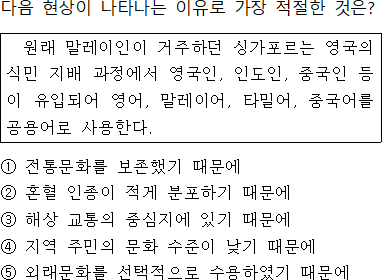 다음 현상이 나타나는 이유로 가장 적절한 것은?
원래 말레이인이 거주하던 싱가포르는 영국의
식민 지배 과정에서 영국인, 인도인, 중국인 등
이 유입되어 영어, 말레이어, 타밀어, 중국어를
공용어로 사용한다.
① 전통문화를 보존했기 때문에
② 혼혈 인종이 적게 분포하기 때문에
③ 해상 교통의 중심지에 있기 때문에
④ 지역 주민의 문화 수준이 낮기 때문에
⑤ 외래문화를 선택적으로 수용하였기 때문에